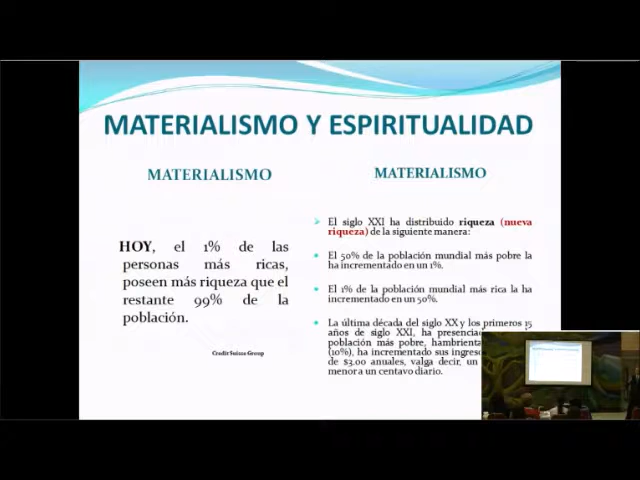 MATERIALISMO Y ESPIRITUALIDAD
MATERIALISMO
HOY, el 1% de las
personas más ricas,
poseen más riqueza que el
restante 99% de la
población.
Credit Suisse Group
MATERIALISMO
El siglo XXI ha distribuido riqueza (nueva
riqueza) de la siguiente manera:
El 50% de la población mundial más pobre la
ha incrementado en un 1%.
El 1% de la población mundial más rica la ha
incrementado en un 50%.
La última década del siglo XX y los primeros 15
años de siglo XXI, ha
población más pobre,
(10%), ha incrementado sus
de $3.00 anuales, valga decir, un
menor a un centavo diario.